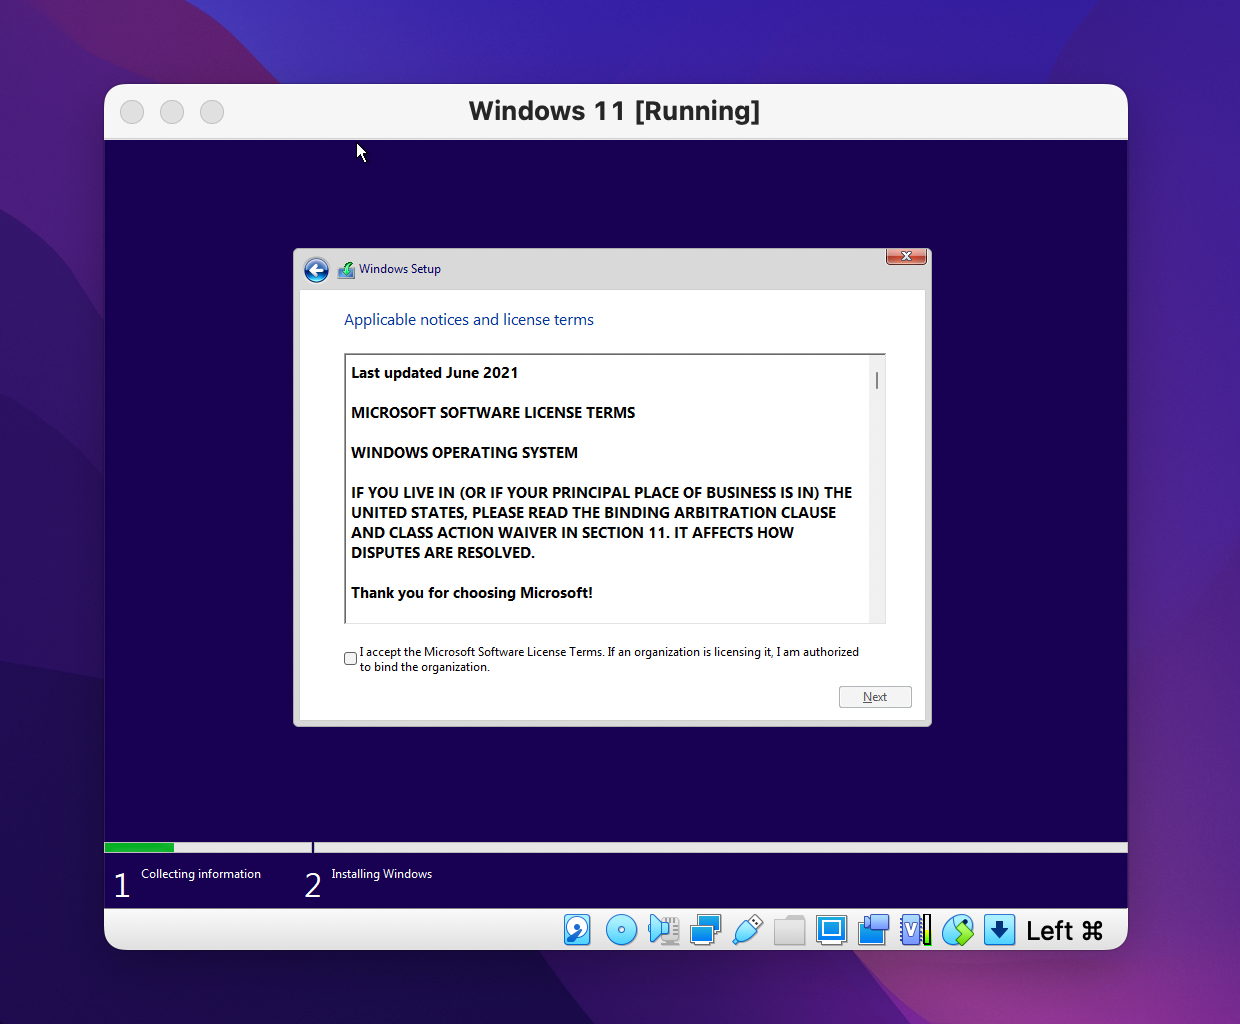 Windows 11 [Running]
Windows Setup
Applicable notices and license terms
Last updated June 2021
MICROSOFT SOFTWARE LICENSE TERMS
WINDOWS OPERATING SYSTEM
IF YOU LIVE IN (OR IF YOUR PRINCIPAL PLACE OF BUSINESS IS IN) THE
UNITED STATES, PLEASE READ THE BINDING ARBITRATION CLAUSE
AND CLASS ACTION WAIVER IN SECTION 11. IT AFFECTS HOW
DISPUTES ARE RESOLVED.
Thank you for choosing Microsoft!
I accept the Microsoft Software License Terms. If an organization is licensing it, I am authorized
to bind the organization.
Next
1 Collecting information
2 Installing Windows
V
Left ⌘